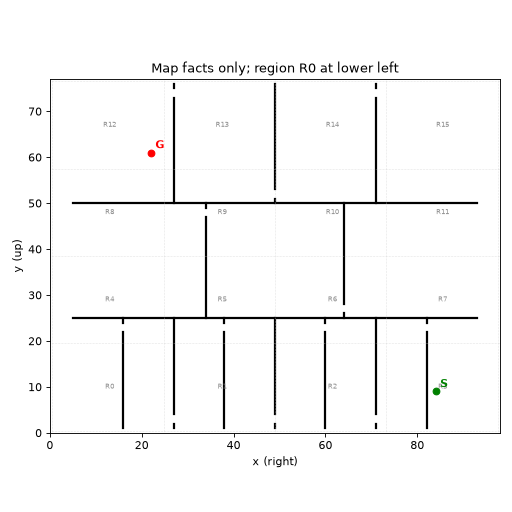 Map facts only; region R0 at lower left
70
R12
R13
R14
R15
G
60
50
R8
R9
R10
R11
40
30
R4
R5
R6
R7
20
10
R0
R2
S
0
0
20
40
60
80
y (up)
x (right)